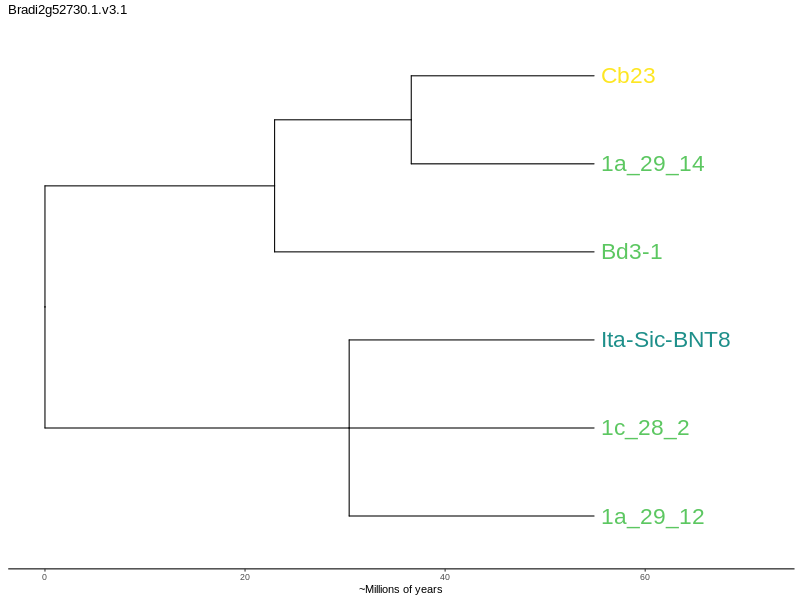 Bradi2g52730.1.v3.1
Cb23
1a_29_14
Bd3-1
Ita-Sic-BNT8
1c_28_2
1a_29_12
0 20 40 60
~Millions of years